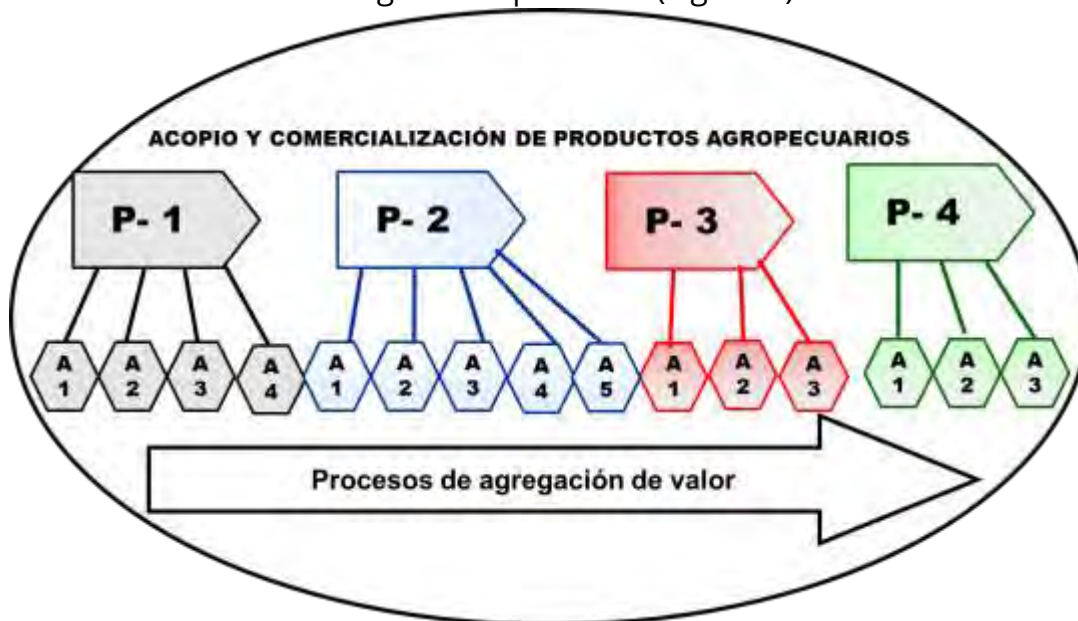 ACOPIO Y COMERCIALIZACIÓN DE PRODUCTOS AGROPECUARIOS
P- 1
P- 2
P- 3
P- 4
A 1
A 2
A 3
A 4
A 1
A 2
A 3
A 4
A 5
A 1
A 2
A 3
A 1
A 2
A 3
Procesos de agregación de valor